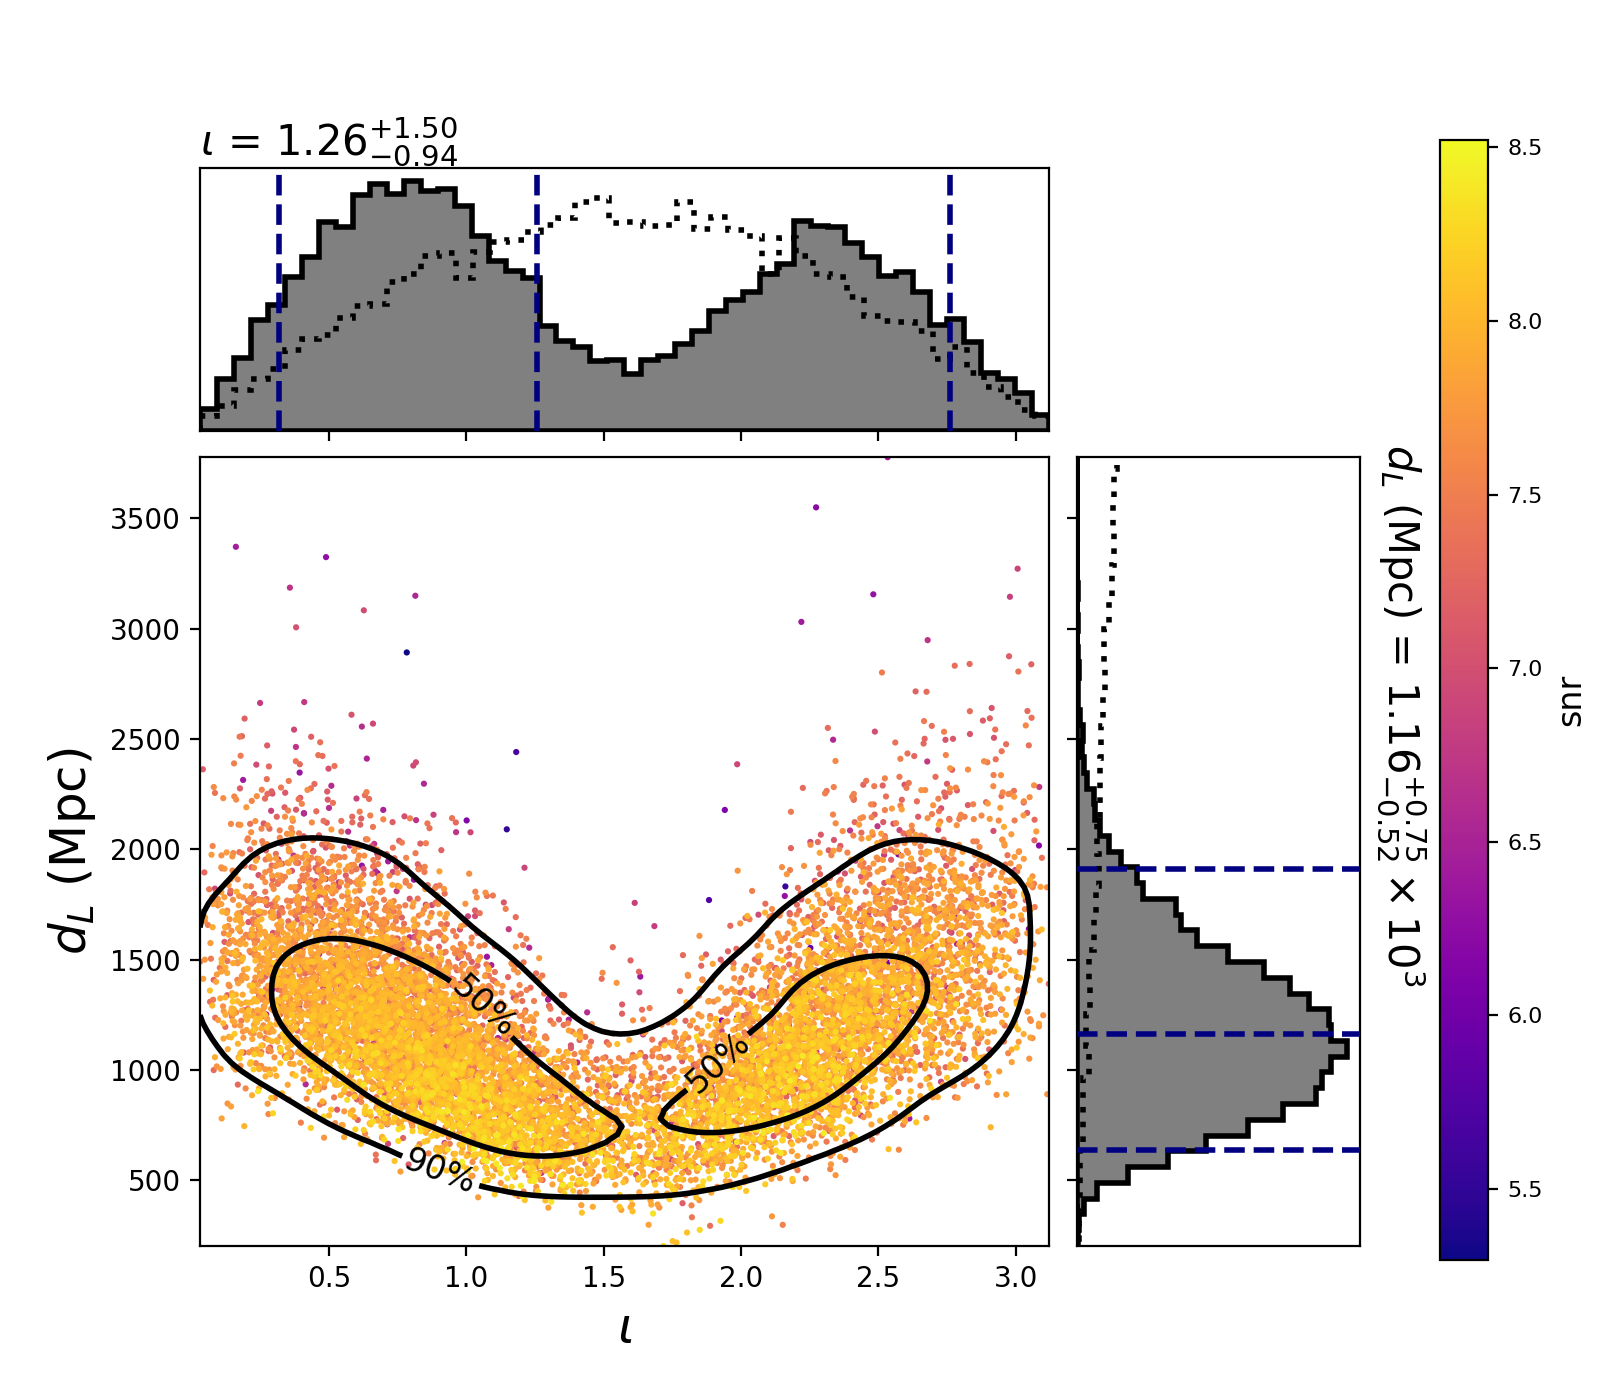 ι = 1.26^{+1.50}_{−0.94}
d_L (Mpc) = 1.16^{+0.75}_{−0.52} × 10^3
3500
3000
2500
2000
1500
1000
500
d_L (Mpc)
50%
50%
90%
0.5 1.0 1.5 2.0 2.5 3.0
ι
8.5
8.0
7.5
7.0
6.5
6.0
5.5
snr